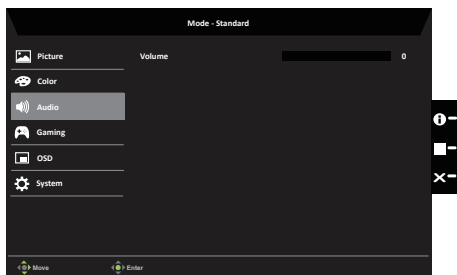 Mode - Standard
Picture
Volume 0
Color
Audio
Gaming
OSD
System
Move Enter